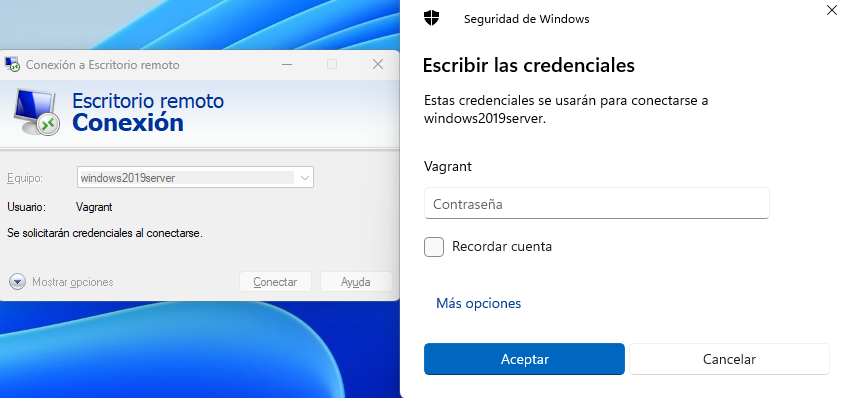 Conexión a Escritorio remoto
Escritorio remoto
Conexión
Equipo:
windows2019server
Usuario:
Vagrant
Se solicitarán credenciales al conectarse.
Mostrar opciones
Conectar
Ayuda
Seguridad de Windows
Escribir las credenciales
Estas credenciales se usarán para conectarse a
windows2019server.
Vagrant
Contraseña
Recordar cuenta
Más opciones
Aceptar
Cancelar